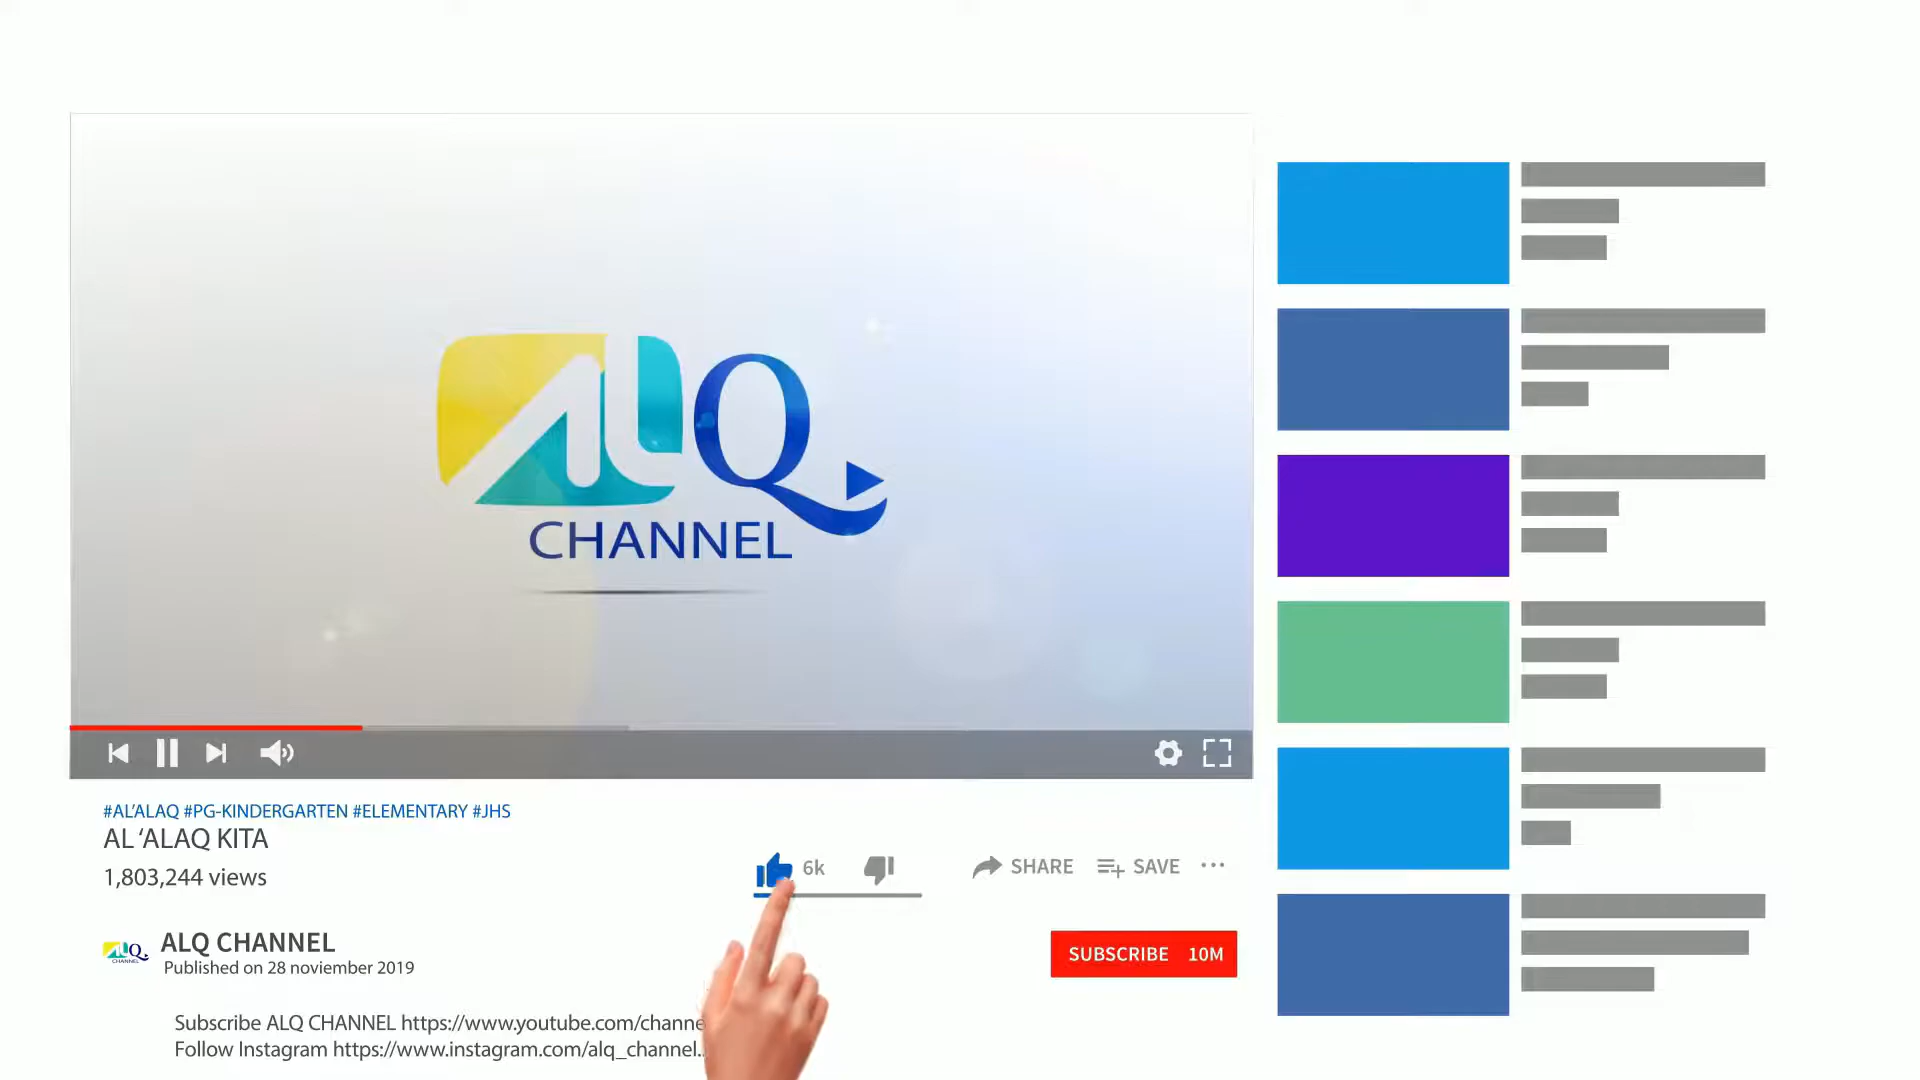 ALQ
CHANNEL
#AL'ALAQ #PG-KINDERGARTEN #ELEMENTARY #JHS
AL ‘ALAQ KITA
1,803,244 views
6k
SHARE
SAVE
ALQ CHANNEL
Published on 28 noviember 2019
SUBSCRIBE 10M
Subscribe ALQ CHANNEL https://www.youtube.com/channe
Follow Instagram https://www.instagram.com/alq_channel..
ALQ
CHANNEL